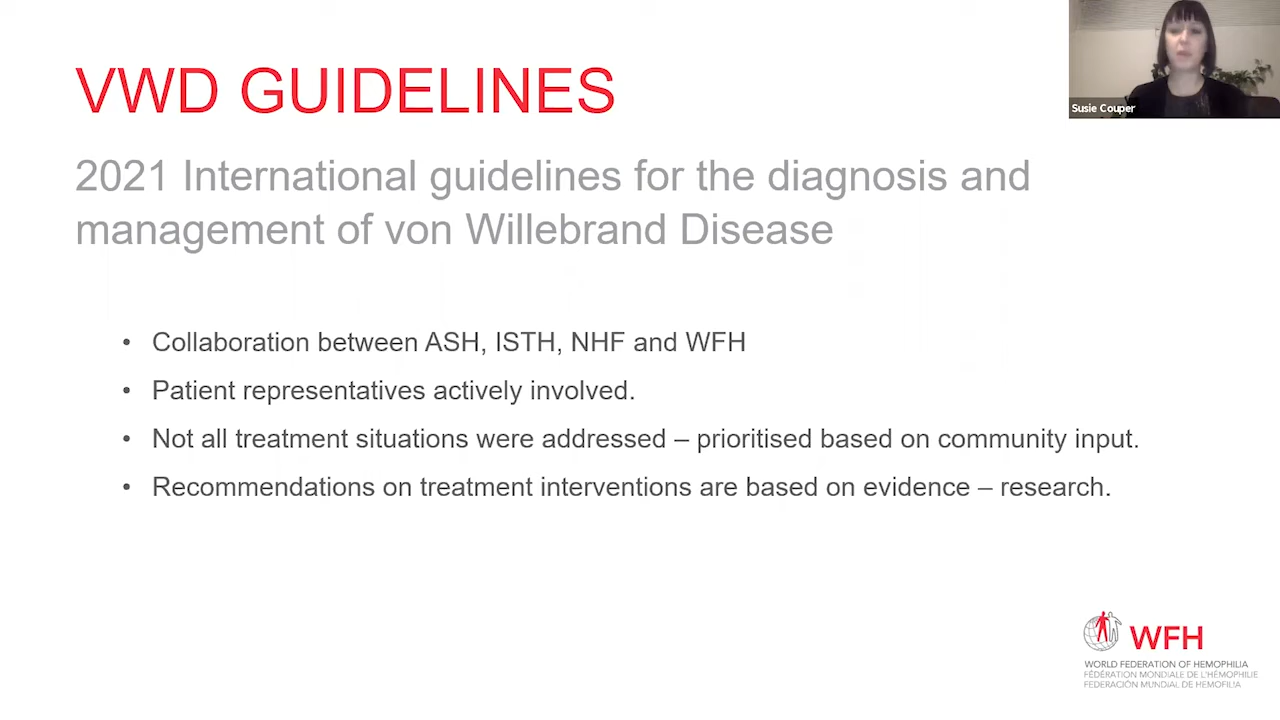 VWD GUIDELINES
Susie Couper
2021 International guidelines for the diagnosis and
management of von Willebrand Disease
• Collaboration between ASH, ISTH, NHF and WFH
• Patient representatives actively involved.
• Not all treatment situations were addressed – prioritised based on community input.
• Recommendations on treatment interventions are based on evidence – research.
WFH
WORLD FEDERATION OF HEMOPHILIA
FÉDÉRATION MONDIALE DE L'HÉMOPHILIE
FEDERACIÓN MUNDIAL DE HEMOFILIA